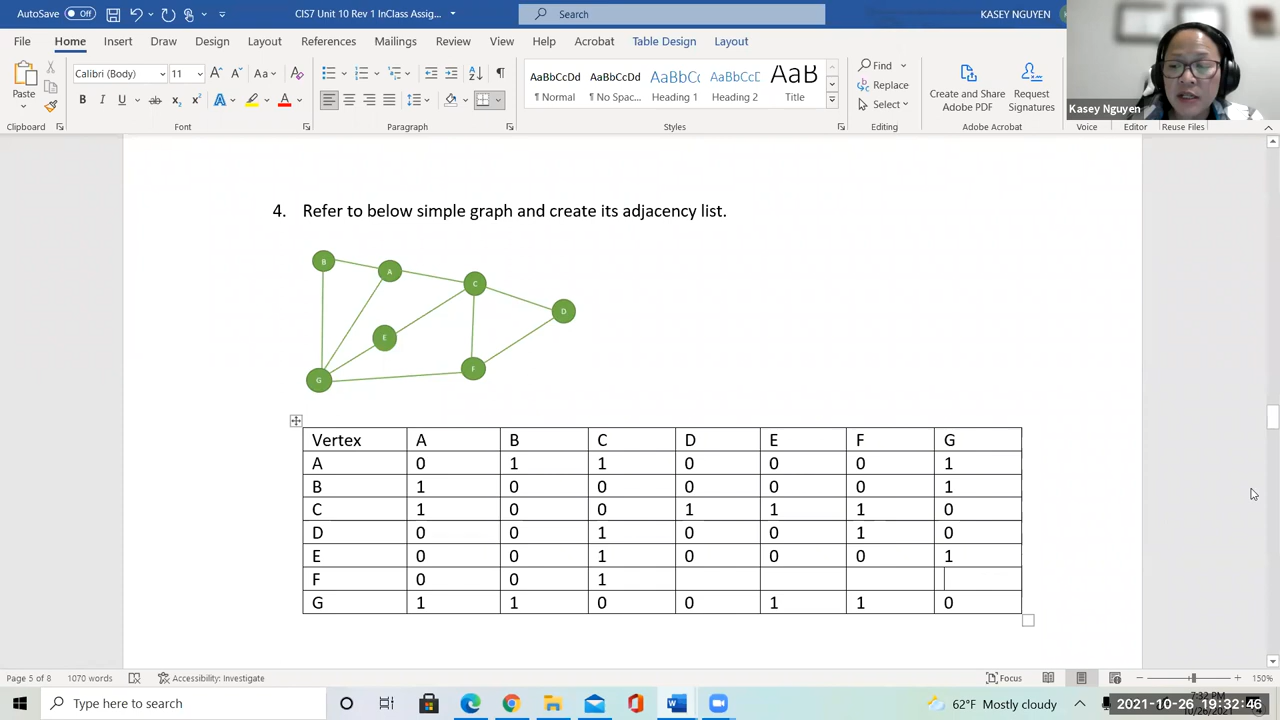 AutoSave Off CIS7 Unit 10 Rev 1 InClass Assig... Search KASEY NGUYEN
File Home Insert Draw Design Layout References Mailings Review View Help Acrobat Table Design Layout
Paste
Calibri (Body) 11
AaBbCcDd AaBbCcDd AaBbCc AaBbCcD AaB
¶ Normal ¶ No Spac... Heading 1 Heading 2 Title
Find
Replace
Select
Create and Share Adobe PDF
Request Signatures
Clipboard Font Paragraph Styles Editing Adobe Acrobat Voice Editor Reuse Files
Kasey Nguyen
4. Refer to below simple graph and create its adjacency list.
B
A
C
D
E
F
G
Vertex A B C D E F G
A 0 1 1 0 0 0 1
B 1 0 0 0 0 0 1
C 1 0 0 1 1 1 0
D 0 0 1 0 0 1 0
E 0 0 1 0 0 0 1
F 0 0 1
G 1 1 0 0 1 1 0
Page 5 of 8 1070 words Accessibility: Investigate Focus 150%
Type here to search 62°F Mostly cloudy
7:32 PM
2021-10-26 19:32:46
10/26/2021